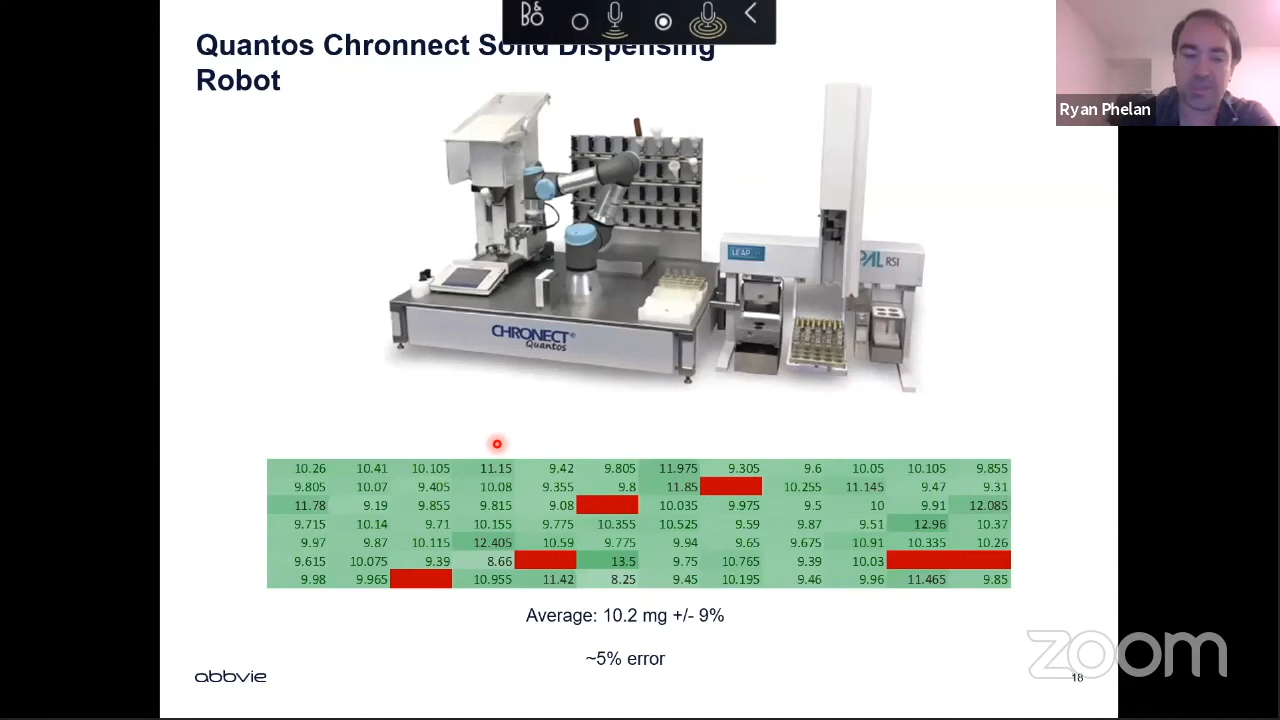 B&O
Quantos Chronnect Solid Dispensing
Robot
Ryan Phelan
LEAP
PAL RSI
CHRONECT®
Quantos
10.26 10.41 10.105 11.15 9.42 9.805 11.975 9.305 9.6 10.05 10.105 9.855
9.805 10.07 9.405 10.08 9.355 9.8 11.85 10.255 11.145 9.47 9.31
11.78 9.19 9.855 9.815 9.08 10.035 9.975 9.5 10 9.91 12.085
9.715 10.14 9.71 10.155 9.775 10.355 10.525 9.59 9.87 9.51 12.96 10.37
9.97 9.87 10.115 12.405 10.59 9.775 9.94 9.65 9.675 10.91 10.335 10.26
9.615 10.075 9.39 8.66 13.5 9.75 10.765 9.39 10.03
9.98 9.965 10.955 11.42 8.25 9.45 10.195 9.46 9.96 11.465 9.85
Average: 10.2 mg +/- 9%
~5% error
abbvie
zoom
18